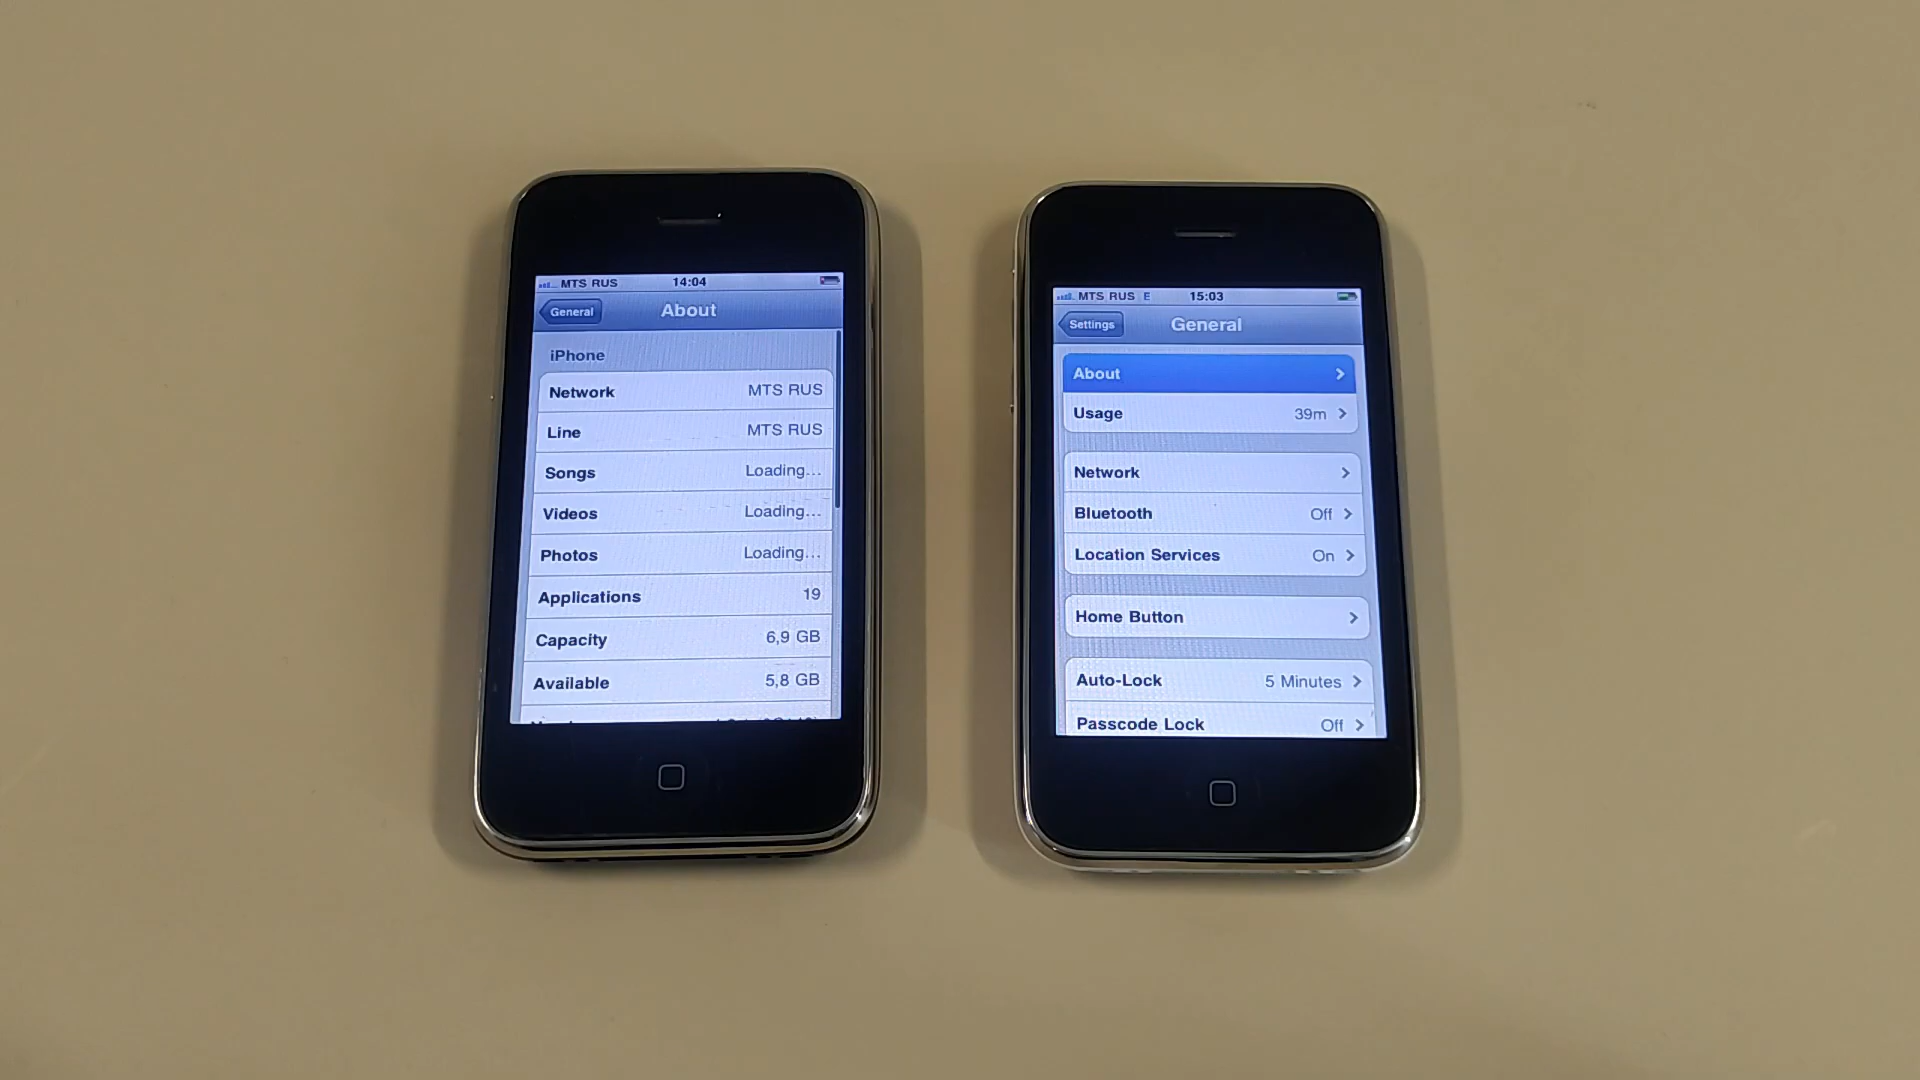 MTS RUS 14:04
General About
iPhone
Network MTS RUS
Line MTS RUS
Songs Loading...
Videos Loading...
Photos Loading...
Applications 19
Capacity 6,9 GB
Available 5,8 GB
MTS RUS E 15:03
Settings General
About
Usage 39m
Network
Bluetooth Off
Location Services On
Home Button
Auto-Lock 5 Minutes
Passcode Lock Off